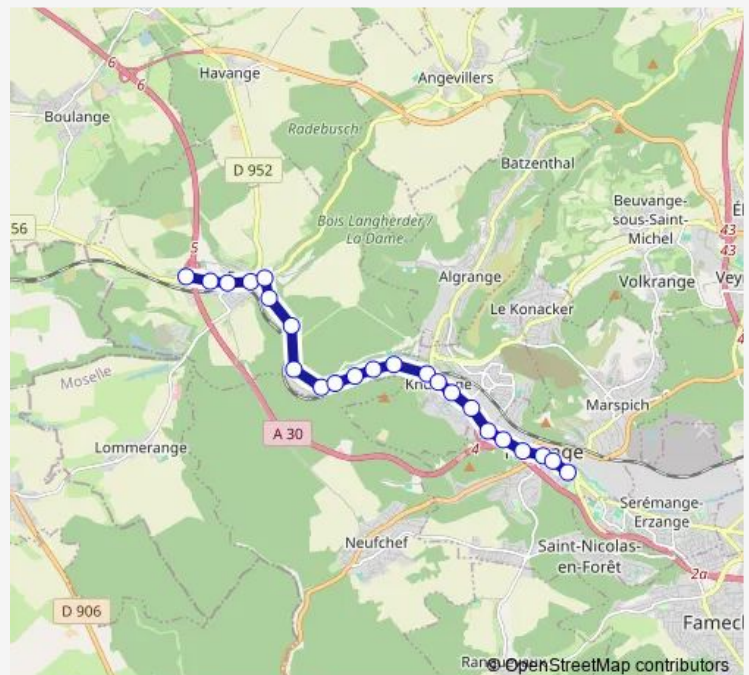 6
6
Havange
Angevillers
Boulange
Radebusch
D 952
Batzenthal
Beuvange-
sous-Saint-
Michel
43
43
56
5
Bois Langherder /
La Dame
Algrange
Volkrange
Le Konacker
Moselle
Marspich
A 30
4
Lommerange
Serémange-
Erzange
Neufchef
Saint-Nicolas-
en-Forêt
2a
D 906
© OpenStreetMap contributors